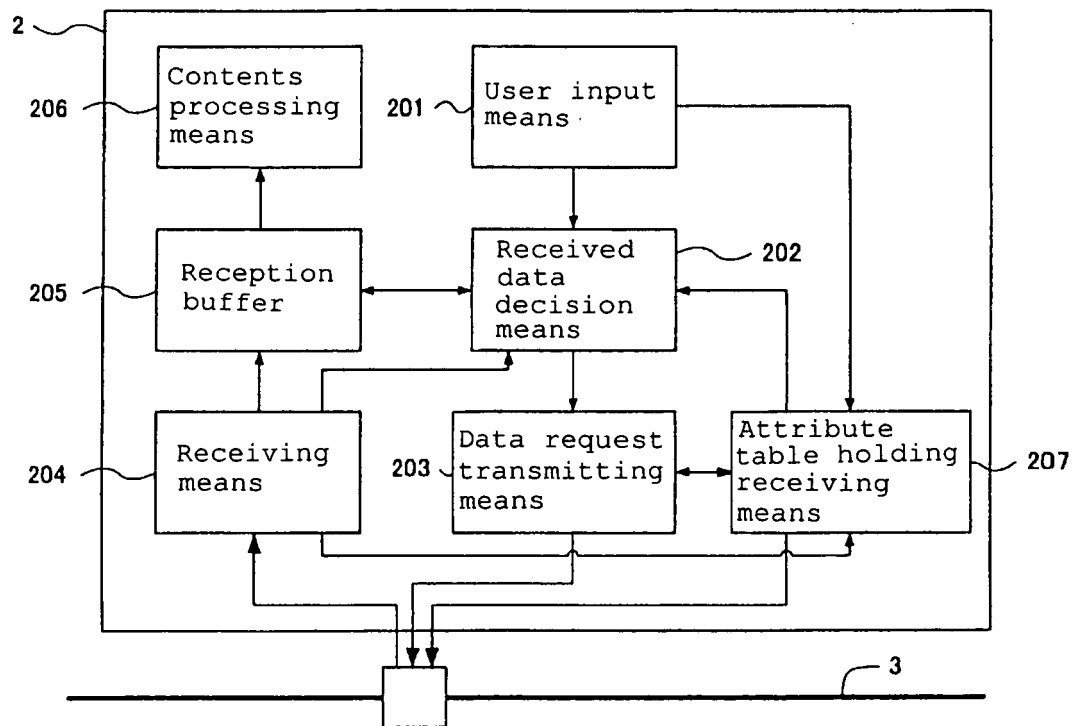 2
Contents
processing
means
206
User input
means
201
Reception
buffer
205
Received
data
decision
means
202
Receiving
means
204
Data request
transmitting
means
203
Attribute
table holding
receiving
means
207
3